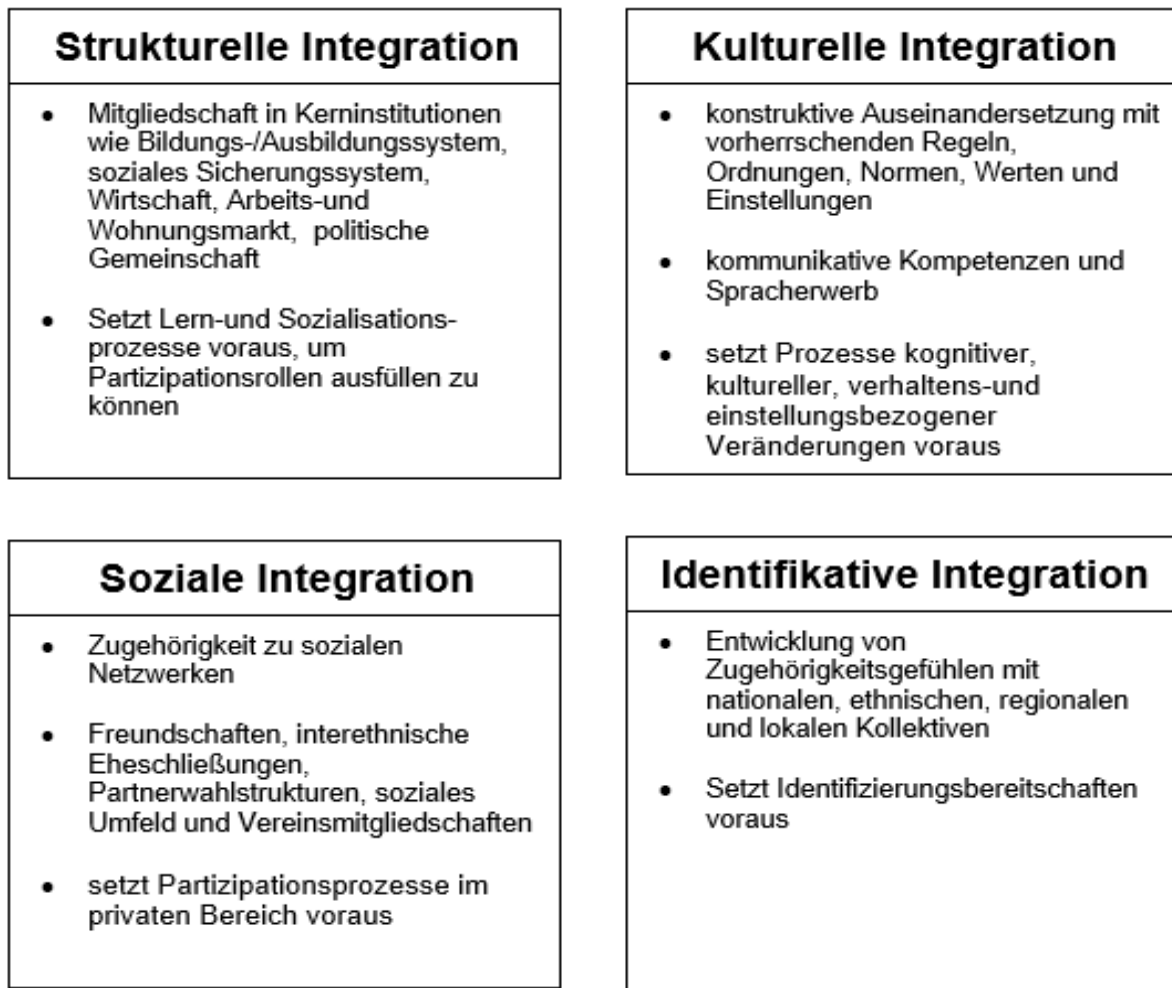 Strukturelle Integration
• Mitgliedschaft in Kerninstitutionen
wie Bildungs-/Ausbildungssystem,
soziales Sicherungssystem,
Wirtschaft, Arbeits-und
Wohnungsmarkt, politische
Gemeinschaft
• Setzt Lern-und Sozialisations-
prozesse voraus, um
Partizipationsrollen ausfüllen zu
können
Kulturelle Integration
• konstruktive Auseinandersetzung mit
vorherrschenden Regeln,
Ordnungen, Normen, Werten und
Einstellungen
• kommunikative Kompetenzen und
Spracherwerb
• setzt Prozesse kognitiver,
kultureller, verhaltens-und
einstellungsbezogener
Veränderungen voraus
Soziale Integration
• Zugehörigkeit zu sozialen
Netzwerken
• Freundschaften, interethnische
Eheschließungen,
Partnerwahlstrukturen, soziales
Umfeld und Vereinsmitgliedschaften
• setzt Partizipationsprozesse im
privaten Bereich voraus
Identifikative Integration
• Entwicklung von
Zugehörigkeitsgefühlen mit
nationalen, ethnischen, regionalen
und lokalen Kollektiven
• Setzt Identifizierungsbereitschaften
voraus